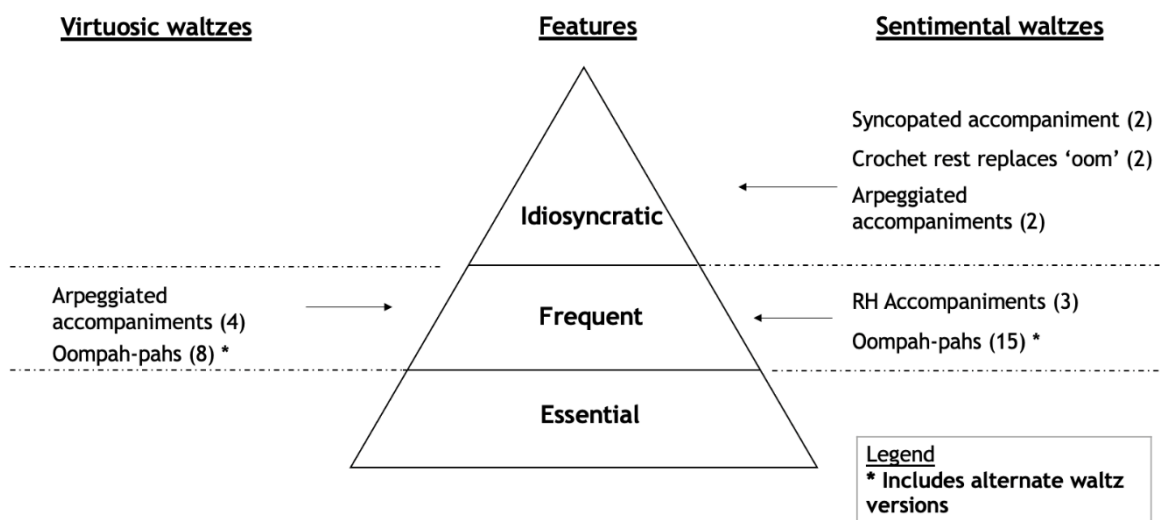 Virtuosic waltzes
Features
Sentimental waltzes
Syncopated accompaniment (2)
Crochet rest replaces ‘oom’ (2)
Arpeggiated
accompaniments (2)
Idiosyncratic
Arpeggiated
accompaniments (4)
Oompah-pahs (8) *
Frequent
RH Accompaniments (3)
Oompah-pahs (15) *
Essential
Legend
* Includes alternate waltz
versions